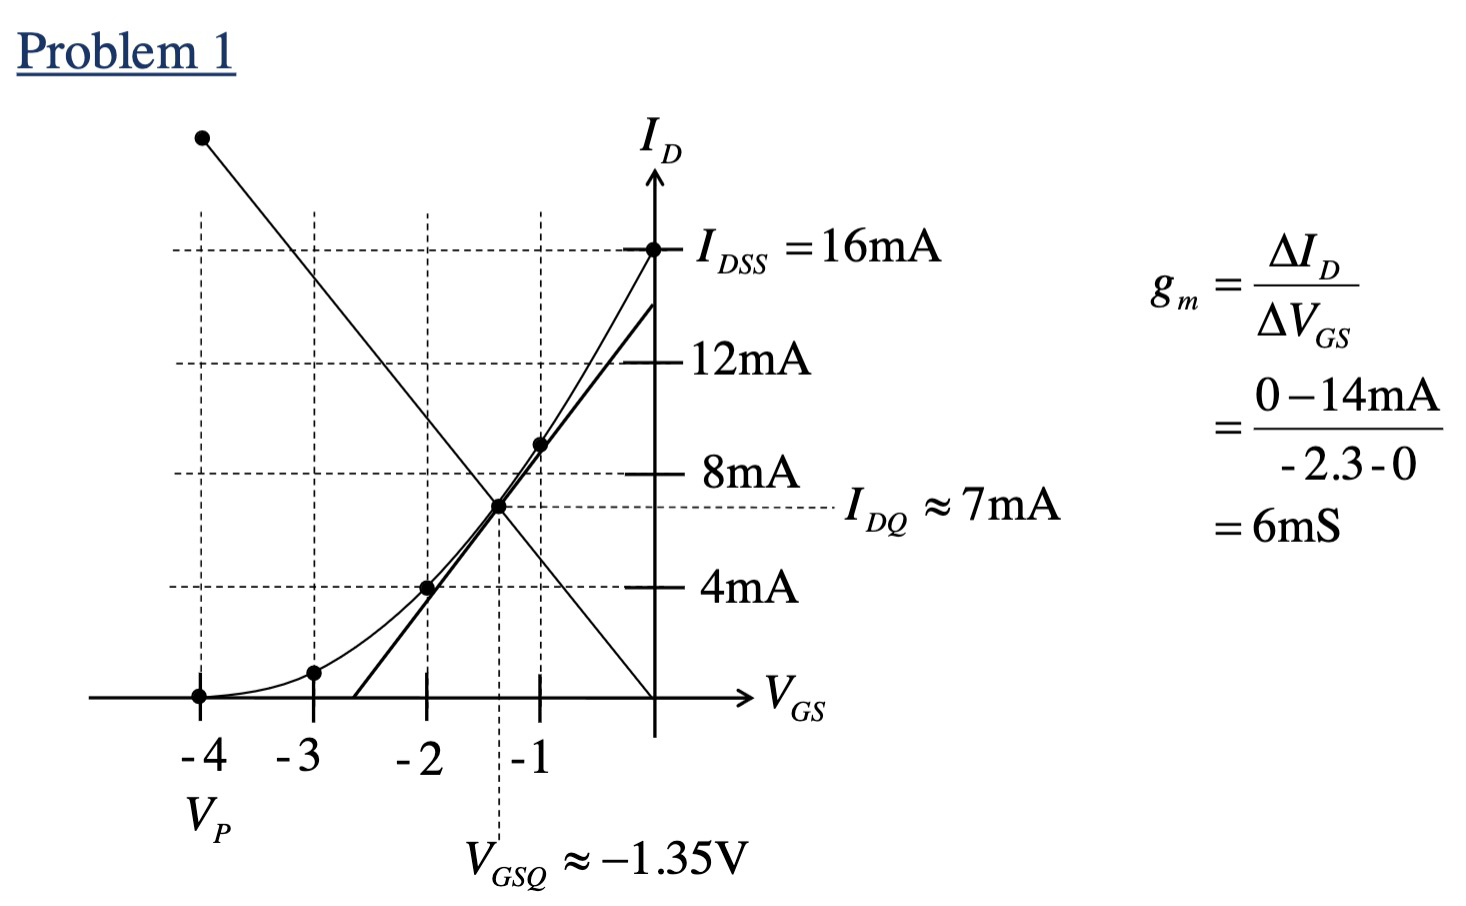 Problem 1
I_D
I_DSS = 16mA
12mA
8mA
I_DQ ≈ 7mA
4mA
V_GS
-4 -3 -2 -1
V_P
V_GSQ ≈ −1.35V
g_m = ΔI_D / ΔV_GS
= 0 − 14mA / -2.3 - 0
= 6mS